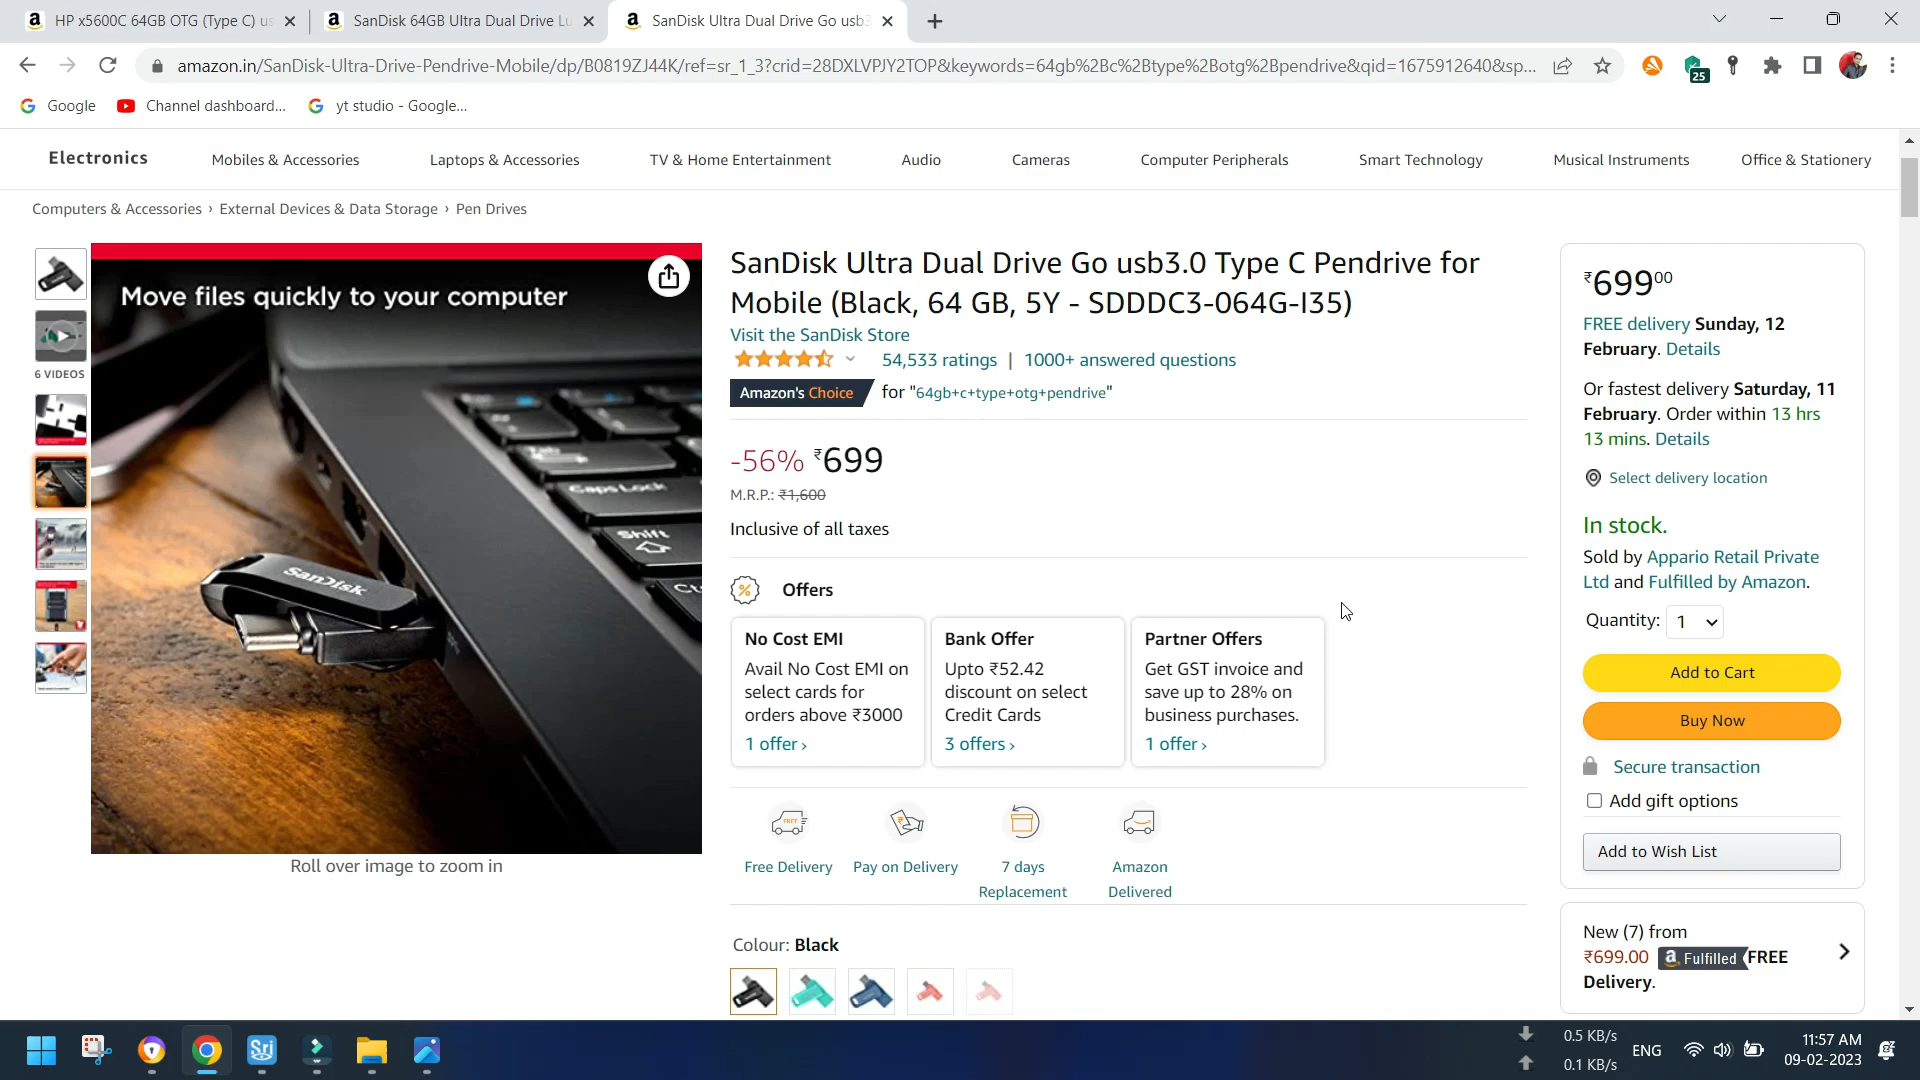 HP x5600C 64GB OTG (Type C) us
SanDisk 64GB Ultra Dual Drive Lu
SanDisk Ultra Dual Drive Go usb3
amazon.in/SanDisk-Ultra-Drive-Pendrive-Mobile/dp/B0819ZJ44K/ref=sr_1_3?crid=28DXLVPJY2TOP&keywords=64gb%2Bc%2Btype%2Botg%2Bpendrive&qid=1675912640&sp...
25
Google
Channel dashboard...
yt studio - Google...
Electronics
Mobiles & Accessories
Laptops & Accessories
TV & Home Entertainment
Audio
Cameras
Computer Peripherals
Smart Technology
Musical Instruments
Office & Stationery
Computers & Accessories › External Devices & Data Storage › Pen Drives
6 VIDEOS
Move files quickly to your computer
Caps Lock
Shift
SanDisk
Roll over image to zoom in
SanDisk Ultra Dual Drive Go usb3.0 Type C Pendrive for
Mobile (Black, 64 GB, 5Y - SDDDC3-064G-I35)
Visit the SanDisk Store
54,533 ratings | 1000+ answered questions
Amazon's Choice for "64gb+c+type+otg+pendrive"
-56% ₹699
M.R.P.: ₹1,600
Inclusive of all taxes
% Offers
No Cost EMI
Avail No Cost EMI on
select cards for
orders above ₹3000
1 offer ›
Bank Offer
Upto ₹52.42
discount on select
Credit Cards
3 offers ›
Partner Offers
Get GST invoice and
save up to 28% on
business purchases.
1 offer ›
FREE
Free Delivery
Pay on Delivery
7 days
Replacement
Amazon
Delivered
Colour: Black
₹699 00
FREE delivery Sunday, 12
February. Details
Or fastest delivery Saturday, 11
February. Order within 13 hrs
13 mins. Details
Select delivery location
In stock.
Sold by Appario Retail Private
Ltd and Fulfilled by Amazon.
Quantity: 1
Add to Cart
Buy Now
Secure transaction
Add gift options
Add to Wish List
New (7) from
₹699.00 a Fulfilled FREE
Delivery.
Sri
0.5 KB/s
0.1 KB/s
ENG
11:57 AM
09-02-2023